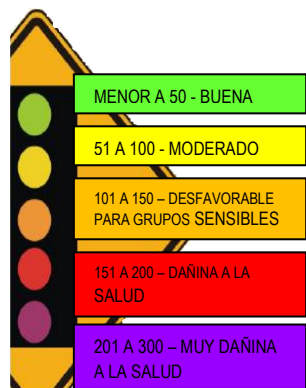 MENOR A 50 - BUENA
51 A 100 - MODERADO
101 A 150 – DESFAVORABLE
PARA GRUPOS SENSIBLES
151 A 200 – DAÑINA A LA
SALUD
201 A 300 – MUY DAÑINA
A LA SALUD